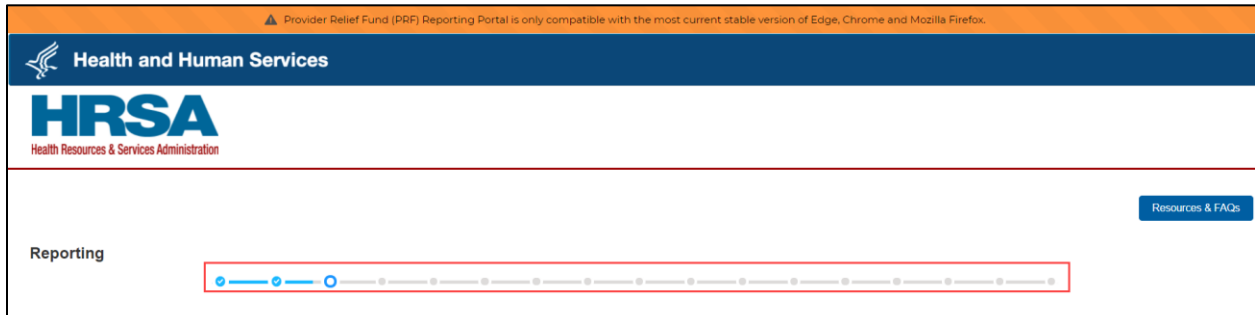 Provider Relief Fund (PRF) Reporting Portal is only compatible with the most current stable version of Edge, Chrome and Mozilla Firefox.
Health and Human Services
HRSA
Health Resources & Services Administration
Resources & FAQs
Reporting